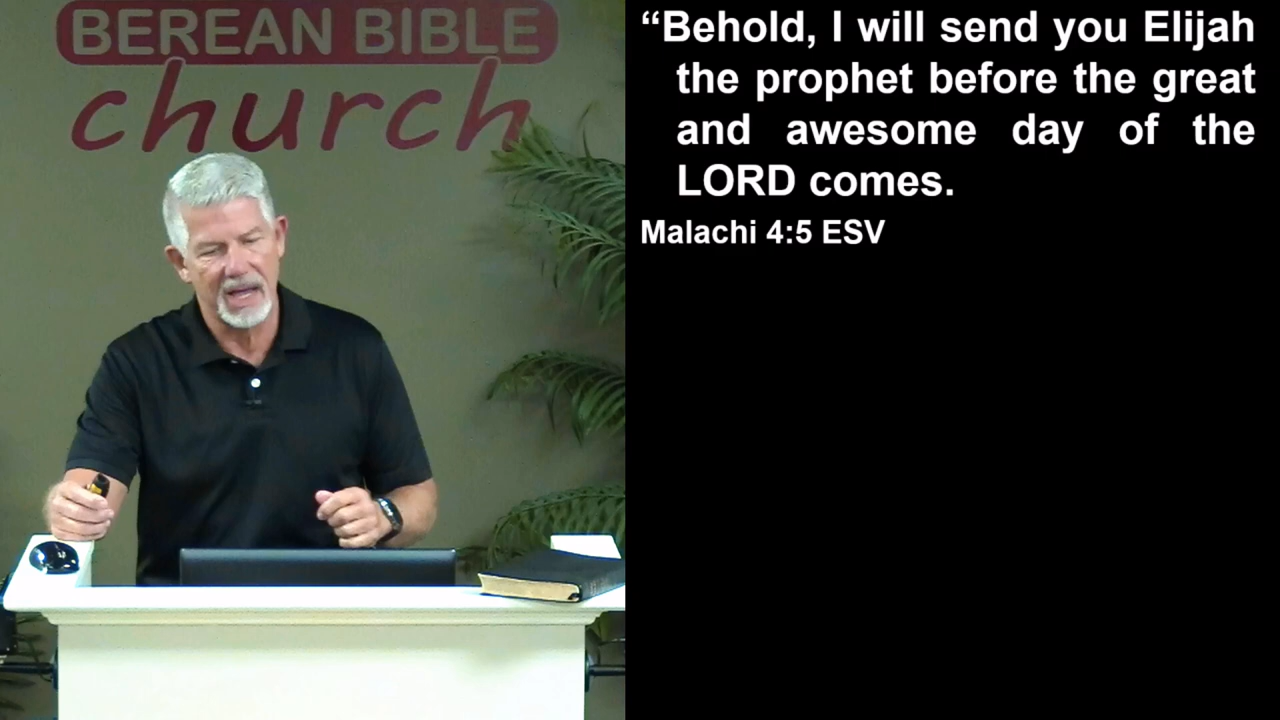 BEREAN BIBLE
church
“Behold, I will send you Elijah
the prophet before the great
and awesome day of the
LORD comes.
Malachi 4:5 ESV